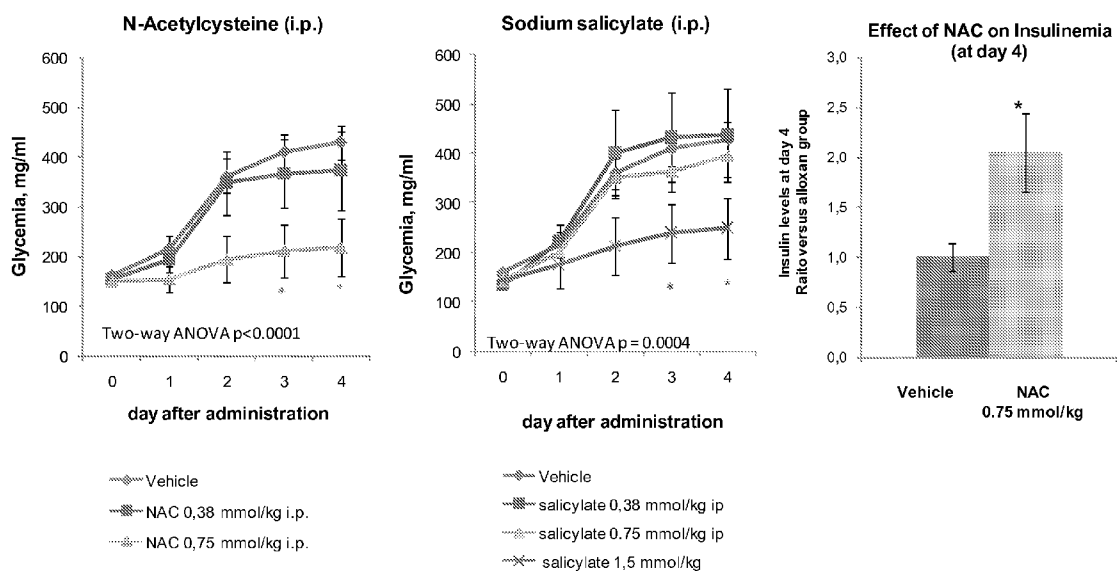 N-Acetylcysteine (i.p.)
Glycemia, mg/ml
600
500
400
300
200
100
0
Two-way ANOVA p<0.0001
0 1 2 3 4
* *
day after administration
Vehicle
NAC 0,38 mmol/kg i.p.
NAC 0,75 mmol/kg i.p.
Sodium salicylate (i.p.)
Glycemia, mg/ml
600
500
400
300
200
100
0
Two-way ANOVA p = 0.0004
0 1 2 3 4
* *
day after administration
Vehicle
salicylate 0,38 mmol/kg ip
salicylate 0.75 mmol/kg ip
salicylate 1,5 mmol/kg
Effect of NAC on Insulinemia
(at day 4)
Insulin levels at day 4
Raito versus alloxan group
3,0
2,5
2,0
1,5
1,0
0,5
0,0
*
Vehicle
NAC
0.75 mmol/kg